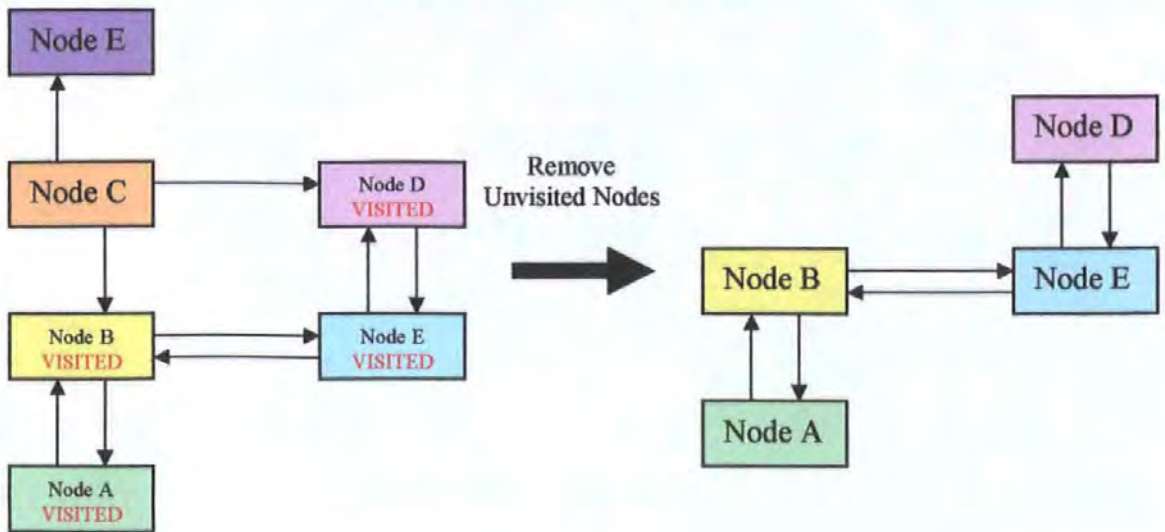 Node E
Node D
Node C
Node D
VISITED
Remove
Unvisited Nodes
Node B
Node E
Node B
VISITED
Node E
VISITED
Node A
Node A
VISITED